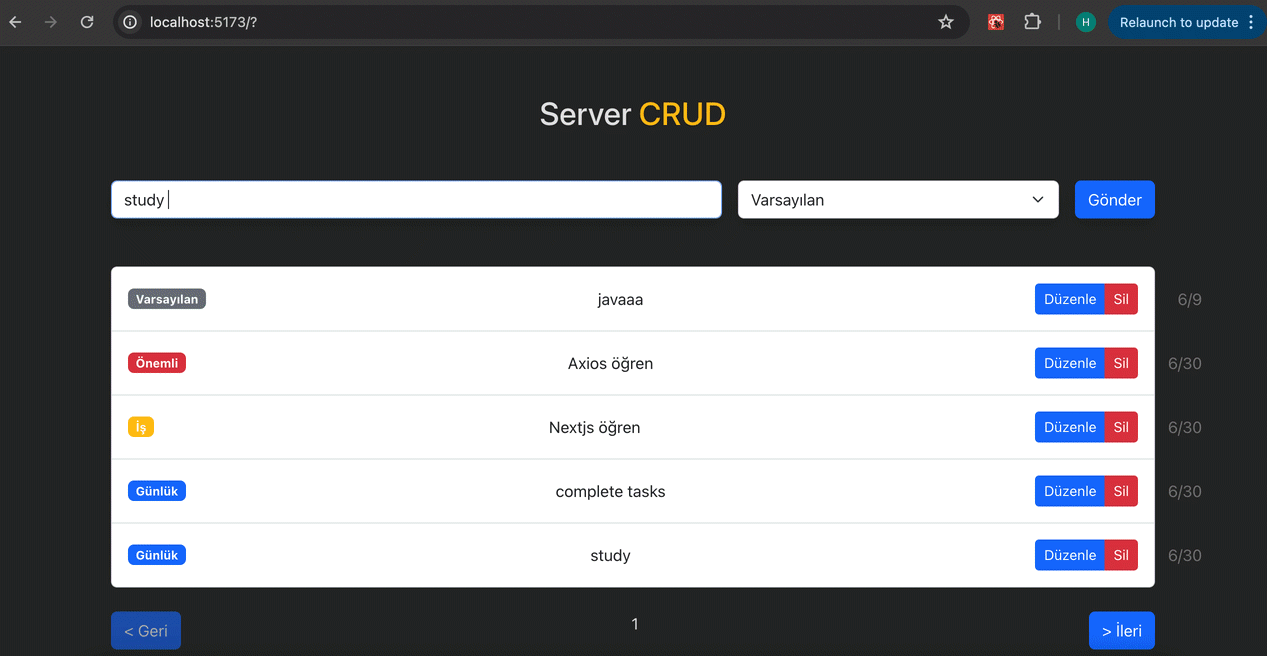 localhost:5173/?
H
Relaunch to update
Server CRUD
study
Varsayılan
Gönder
Varsayılan javaaa Düzenle Sil 6/9
Önemli Axios öğren Düzenle Sil 6/30
İş Nextjs öğren Düzenle Sil 6/30
Günlük complete tasks Düzenle Sil 6/30
Günlük study Düzenle Sil 6/30
< Geri 1 > İleri